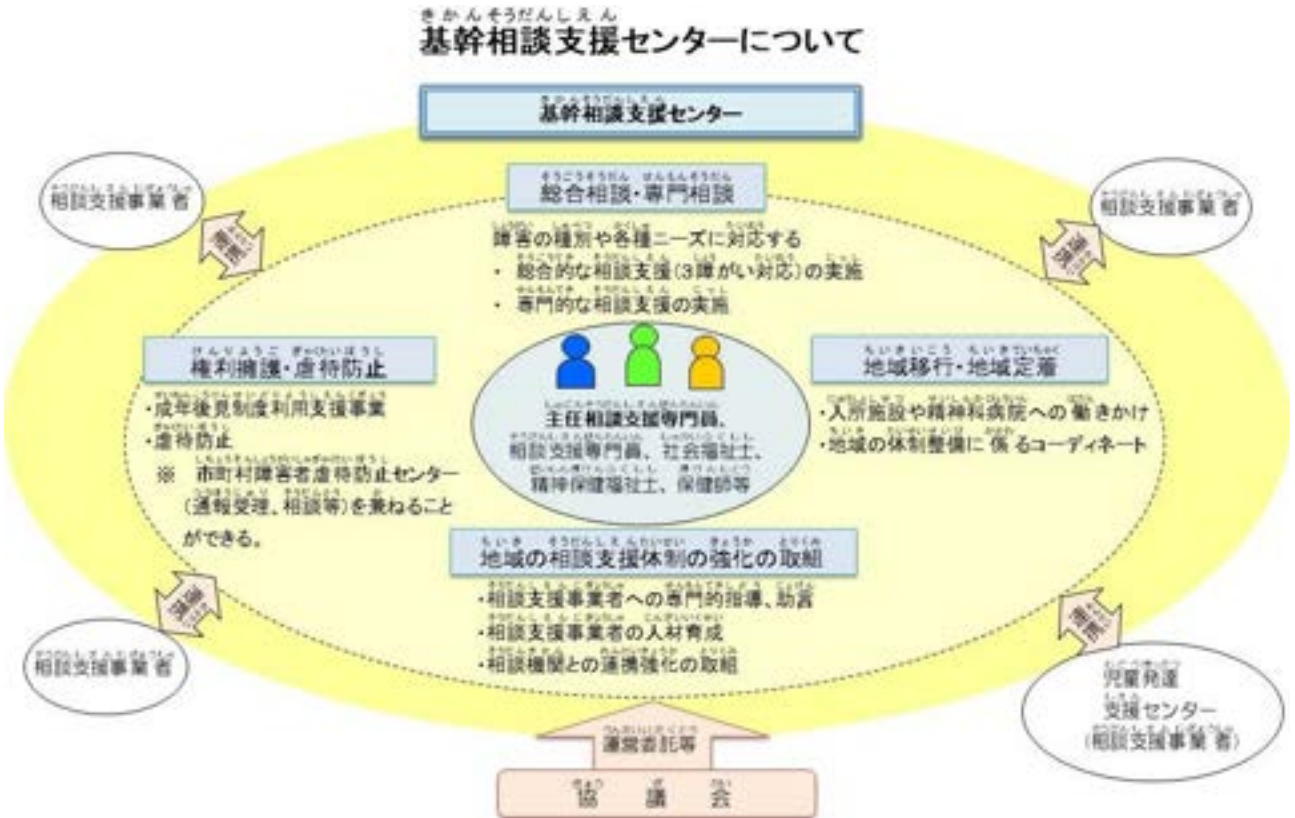 基幹相談支援センターについて
基幹相談支援センター
相談支援事業者
相談支援事業者
総合相談・専門相談
障害の種別や各種ニーズに対応する
・ 総合的な相談支援(3障がい対応)の実施
・ 専門的な相談支援の実施
連携
連携
権利擁護・虐待防止
・成年後見制度利用支援事業
・虐待防止
※ 市町村障害者虐待防止センター
(通報受理、相談等)を兼ねること
ができる。
主任相談支援専門員、
相談支援専門員、社会福祉士、
精神保健福祉士、保健師等
地域移行・地域定着
・入所施設や精神科病院への働きかけ
・地域の体制整備に係るコーディネート
地域の相談支援体制の強化の取組
・相談支援事業者への専門的指導、助言
・相談支援事業者の人材育成
・相談機関との連携強化の取組
連携
連携
相談支援事業者
児童発達
支援センター
(相談支援事業者)
運営委託等
協議会